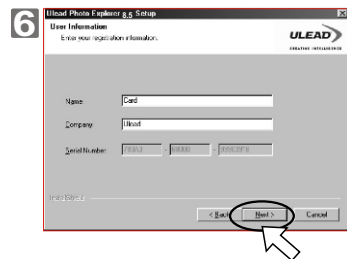 6
Ulead Photo Explorer 8.5 Setup
User Information
Enter your registration information.
ULEAD
Name:
Card
Company:
Ulead
Serial Number:
< Back
Next >
Cancel